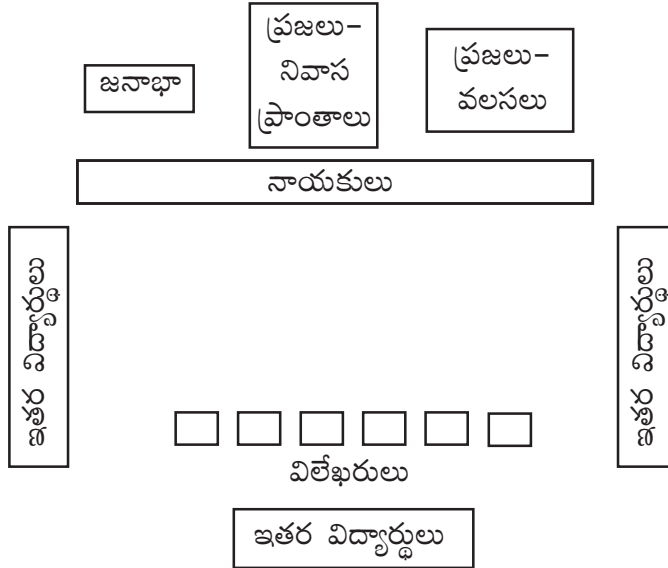 జనాభా
ప్రజలు–
నివాస
ప్రాంతాలు
ప్రజలు–
వలసలు
నాయకులు
ఇతర విద్యార్థులు
ఇతర విద్యార్థులు
విలేఖరులు
ఇతర విద్యార్థులు